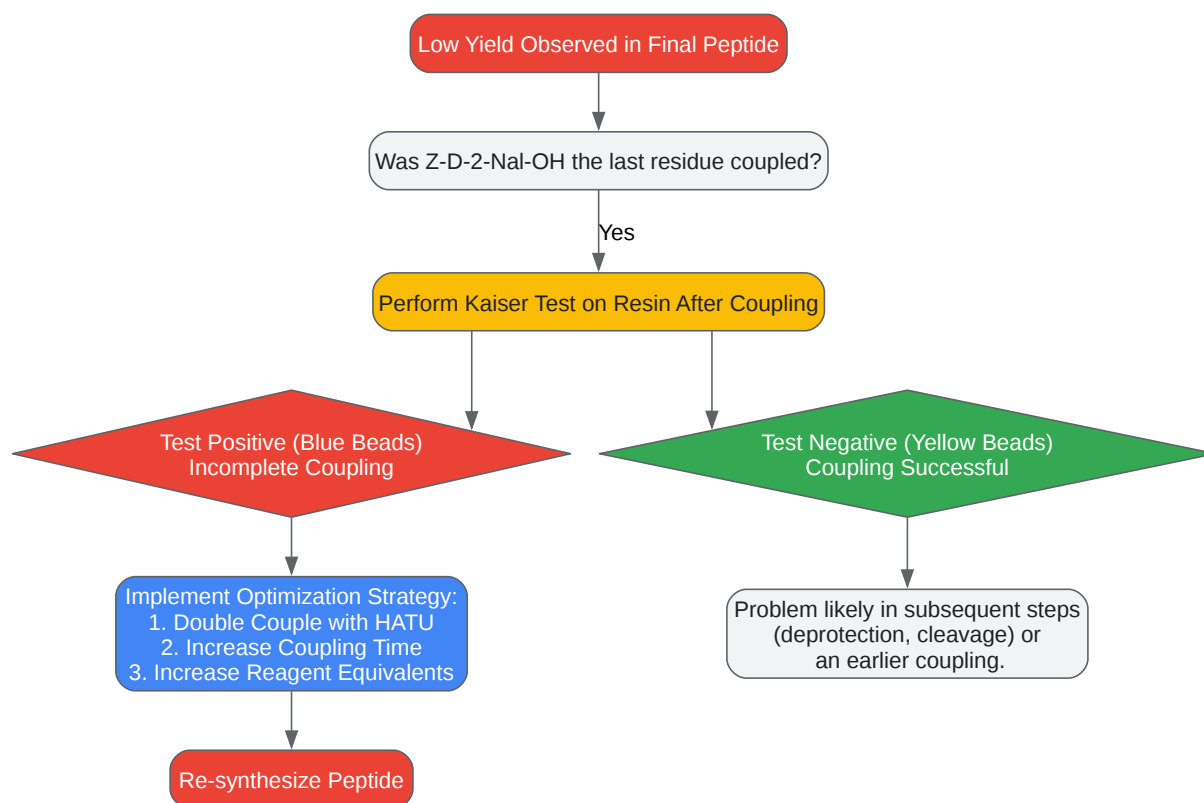 Low Yield Observed in Final Peptide
Was Z-D-2-Nal-OH the last residue coupled?
Yes
Perform Kaiser Test on Resin After Coupling
Test Positive (Blue Beads)
Incomplete Coupling
Test Negative (Yellow Beads)
Coupling Successful
Implement Optimization Strategy:
1. Double Couple with HATU
2. Increase Coupling Time
3. Increase Reagent Equivalents
Problem likely in subsequent steps
(deprotection, cleavage) or
an earlier coupling.
Re-synthesize Peptide